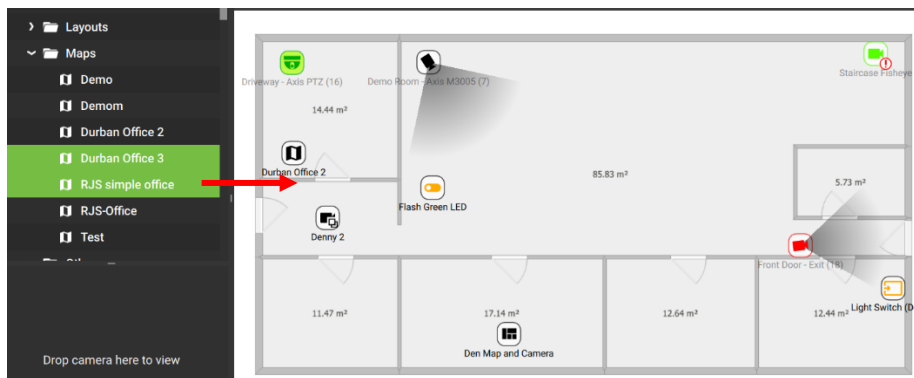 Layouts
Maps
Demo
Demom
Durban Office 2
Durban Office 3
RJS simple office
RJS-Office
Test
Drop camera here to view
Driveway - Axis PTZ (16)
Demo Room - Axis M3005 (7)
Staircase Fisheye
14.44 m²
Durban Office 2
85.83 m²
5.73 m²
Flash Green LED
Denny 2
Front Door - Exit (18)
11.47 m²
17.14 m²
12.64 m²
12.44 m²
Light Switch (D
Den Map and Camera